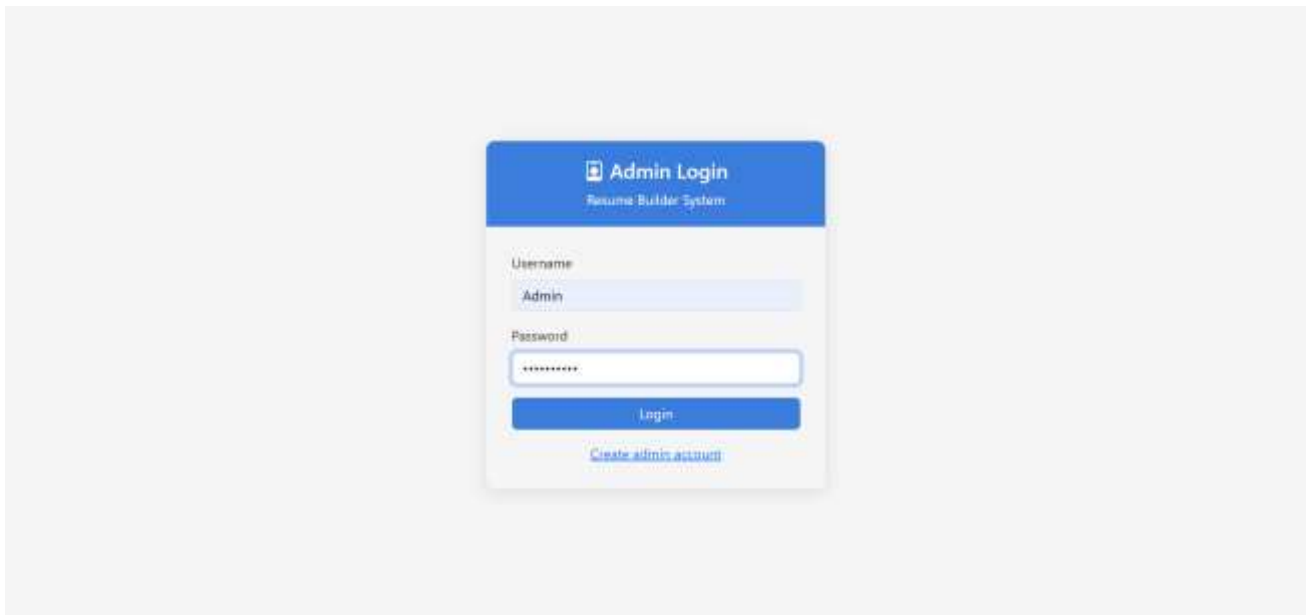 Admin Login
Resume Builder System
Username
Admin
Password
••••••••••
Login
Create admin account